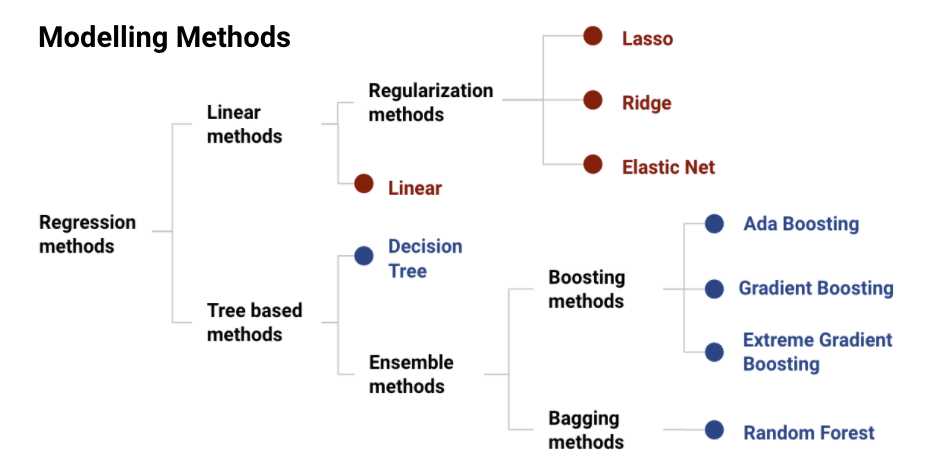 Modelling Methods
Lasso
Regularization
methods
Ridge
Linear
methods
Elastic Net
Linear
Regression
methods
Decision
Tree
Ada Boosting
Boosting
methods
Gradient Boosting
Tree based
methods
Extreme Gradient
Boosting
Ensemble
methods
Bagging
methods
Random Forest